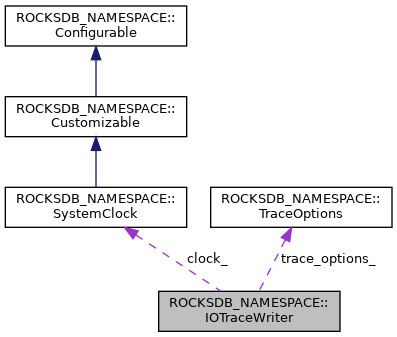 ROCKSDB_NAMESPACE::
Configurable
ROCKSDB_NAMESPACE::
Customizable
ROCKSDB_NAMESPACE::
SystemClock
ROCKSDB_NAMESPACE::
TraceOptions
clock_
trace_options_
ROCKSDB_NAMESPACE::
IOTraceWriter